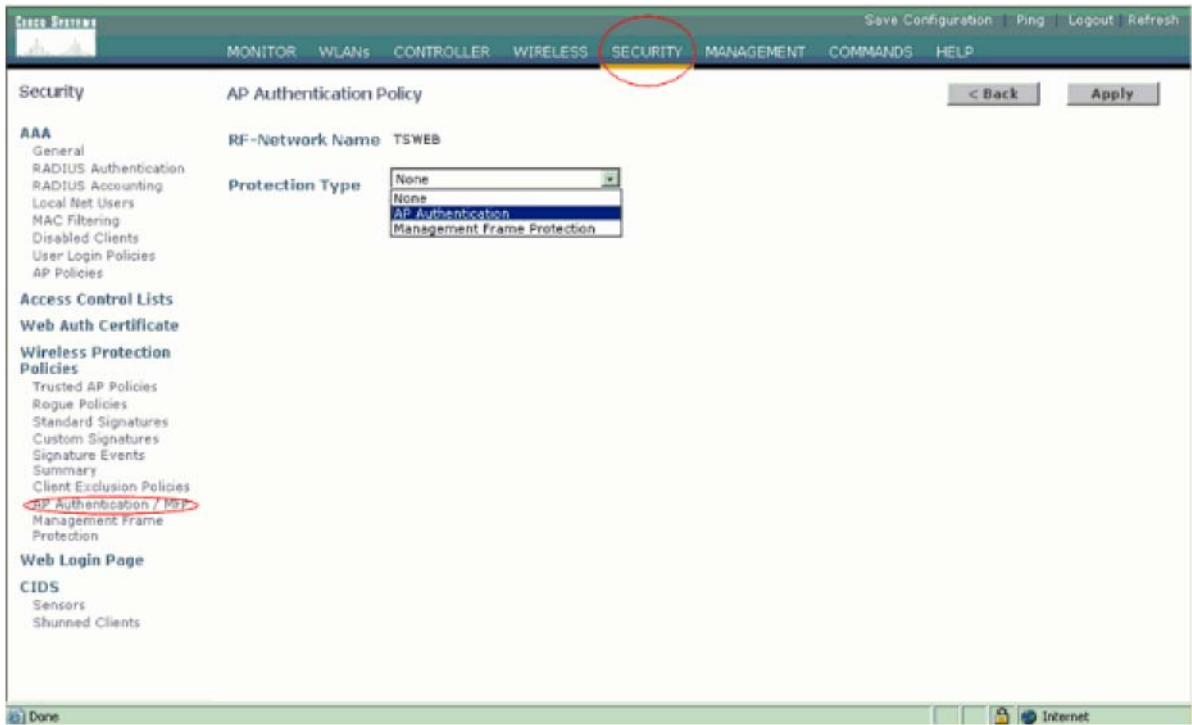 CISCO SYSTEMS
Save Configuration | Ping | Logout | Refresh
MONITOR WLANs CONTROLLER WIRELESS SECURITY MANAGEMENT COMMANDS HELP
Security
AAA
General
RADIUS Authentication
RADIUS Accounting
Local Net Users
MAC Filtering
Disabled Clients
User Login Policies
AP Policies
Access Control Lists
Web Auth Certificate
Wireless Protection
Policies
Trusted AP Policies
Rogue Policies
Standard Signatures
Custom Signatures
Signature Events
Summary
Client Exclusion Policies
AP Authentication / MFP
Management Frame
Protection
Web Login Page
CIDS
Sensors
Shunned Clients
AP Authentication Policy
< Back Apply
RF-Network Name TSWEB
Protection Type None
None
AP Authentication
Management Frame Protection
Done Internet